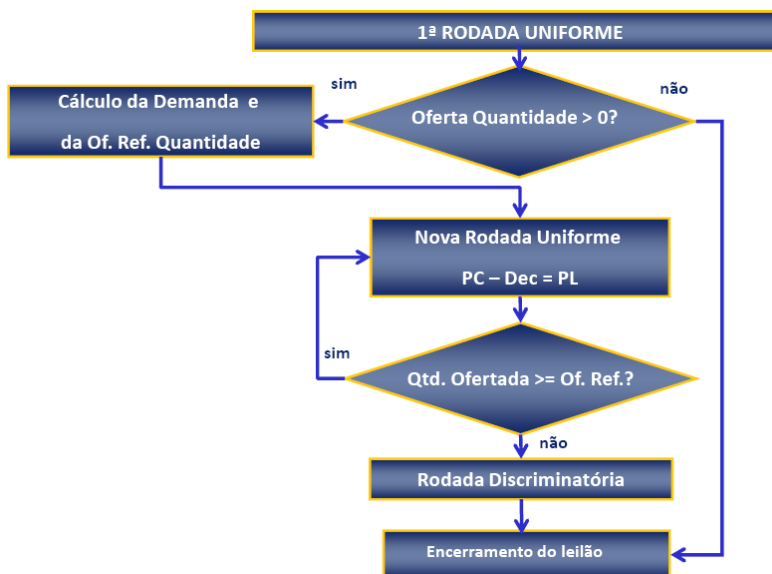 1ª RODADA UNIFORME
sim
não
Cálculo da Demanda e
da Of. Ref. Quantidade
Oferta Quantidade > 0?
Nova Rodada Uniforme
PC – Dec = PL
sim
Qtd. Ofertada >= Of. Ref.?
não
Rodada Discriminatória
Encerramento do leilão